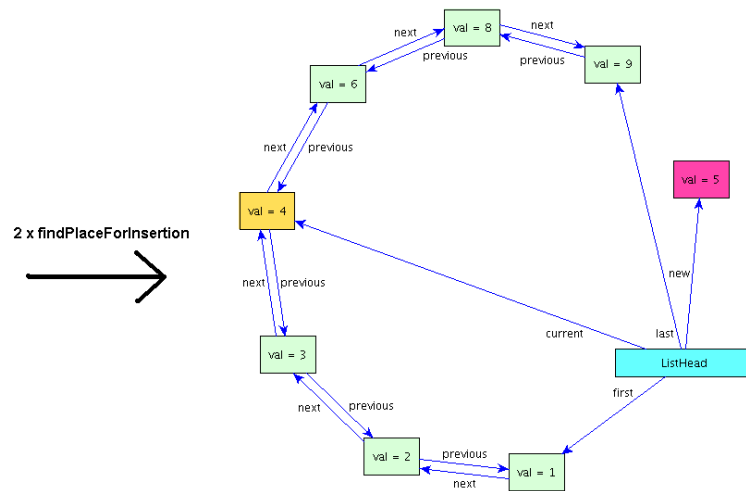 next
val = 8
previous
next
previous
val = 9
val = 6
next
previous
val = 5
val = 4
2 x findPlaceForInsertion
next
previous
new
current
last
val = 3
ListHead
next
previous
first
val = 2
previous
next
val = 1